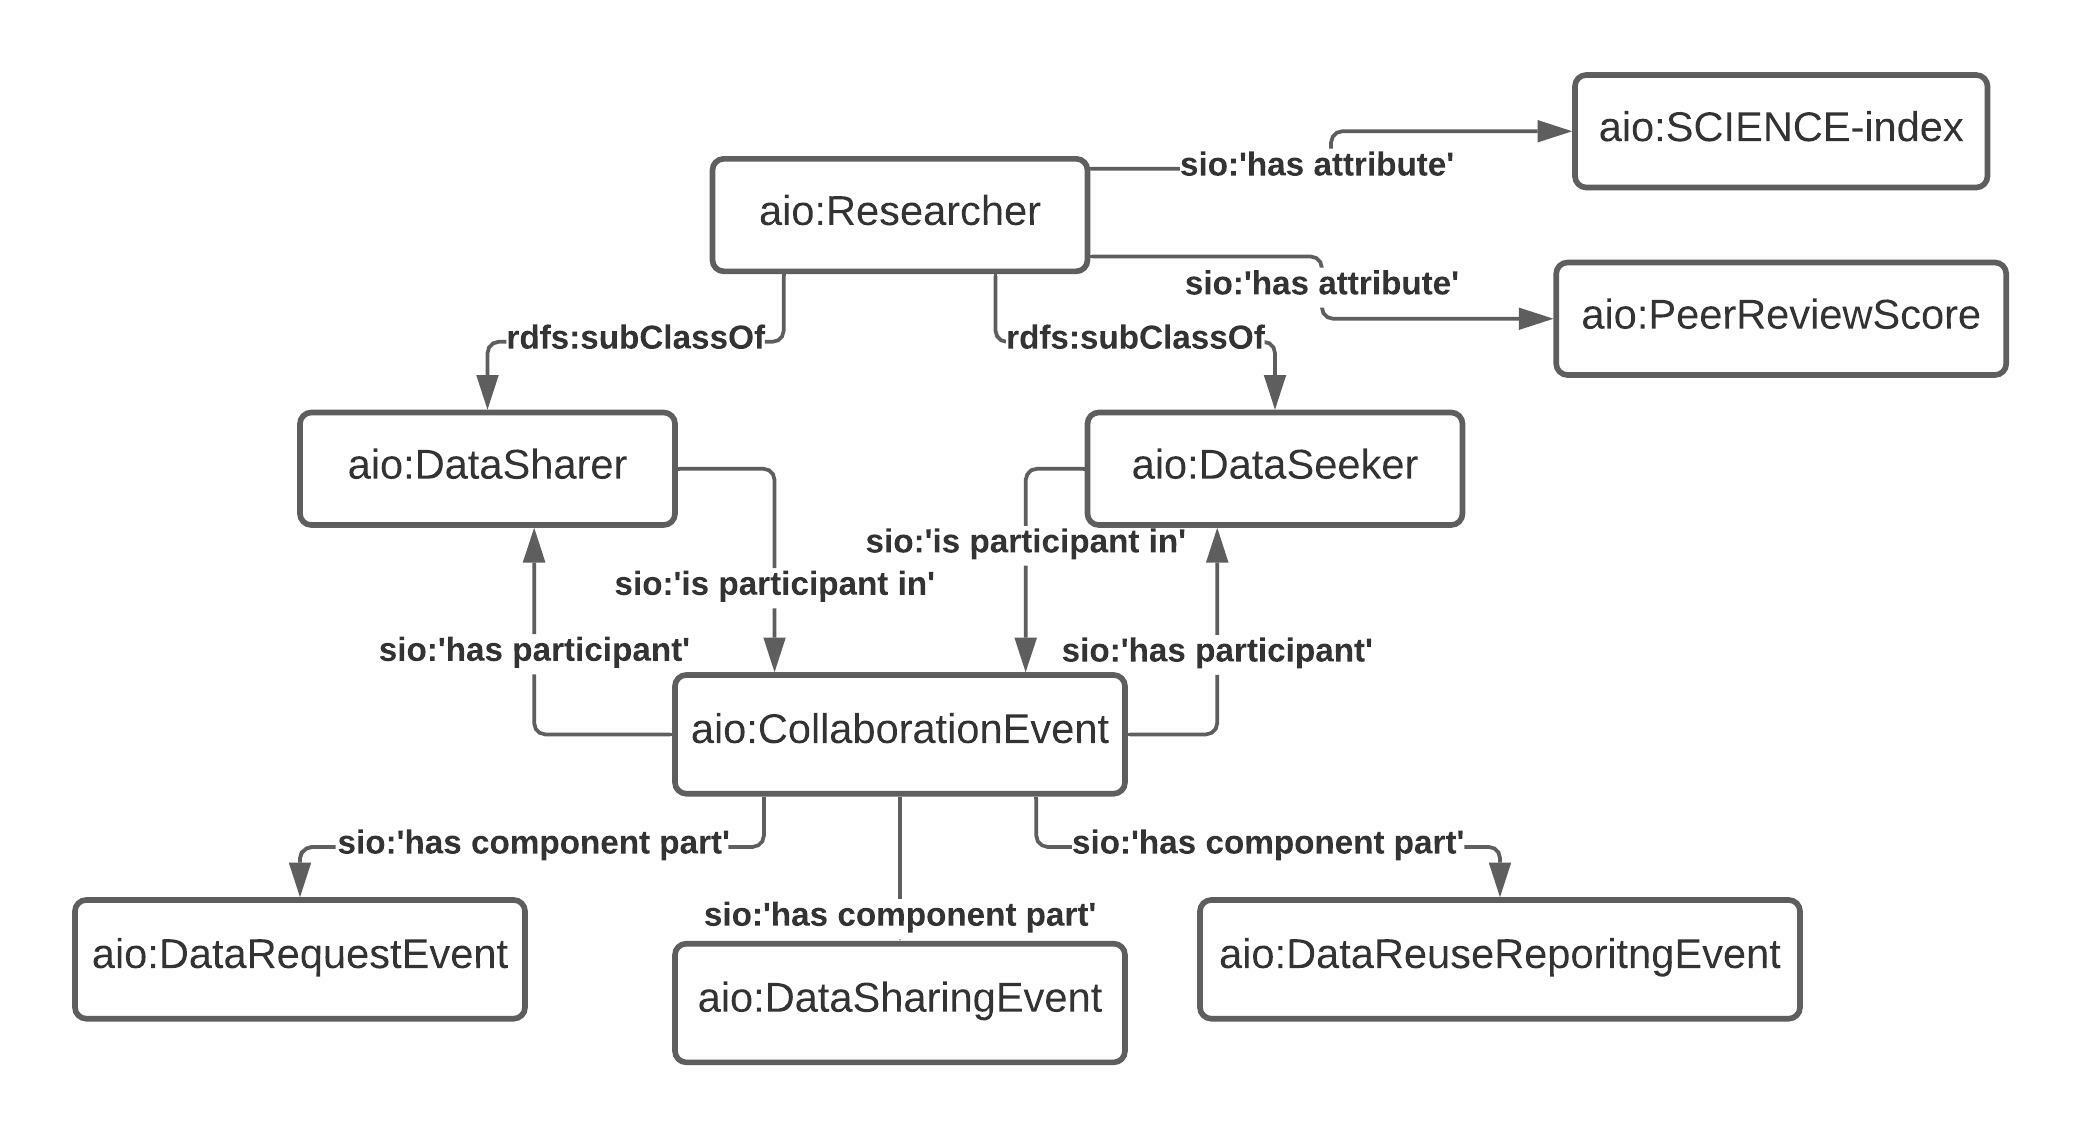 aio:SCIENCE-index
sio:'has attribute'
aio:Researcher
sio:'has attribute'
aio:PeerReviewScore
rdfs:subClassOf
rdfs:subClassOf
aio:DataSharer
aio:DataSeeker
sio:'is participant in'
sio:'is participant in'
sio:'has participant'
sio:'has participant'
aio:CollaborationEvent
sio:'has component part'
sio:'has component part'
sio:'has component part'
aio:DataRequestEvent
aio:DataSharingEvent
aio:DataReuseReporitngEvent